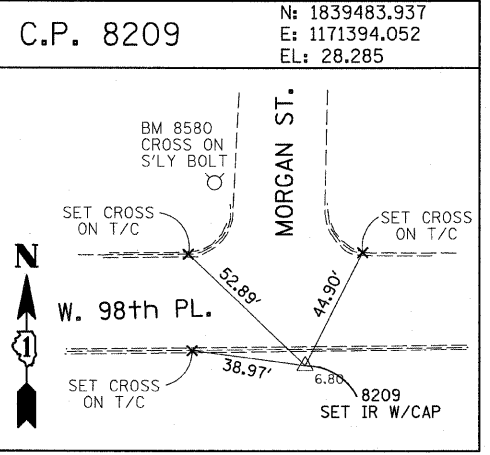 C.P. 8209
N: 1839483.937
E: 1171394.052
EL: 28.285
MORGAN ST.
BM 8580
CROSS ON
S'LY BOLT
SET CROSS
ON T/C
SET CROSS
ON T/C
N
52.89'
44.90'
W. 98th PL.
1
38.97'
6.80
SET CROSS
ON T/C
8209
SET IR W/CAP